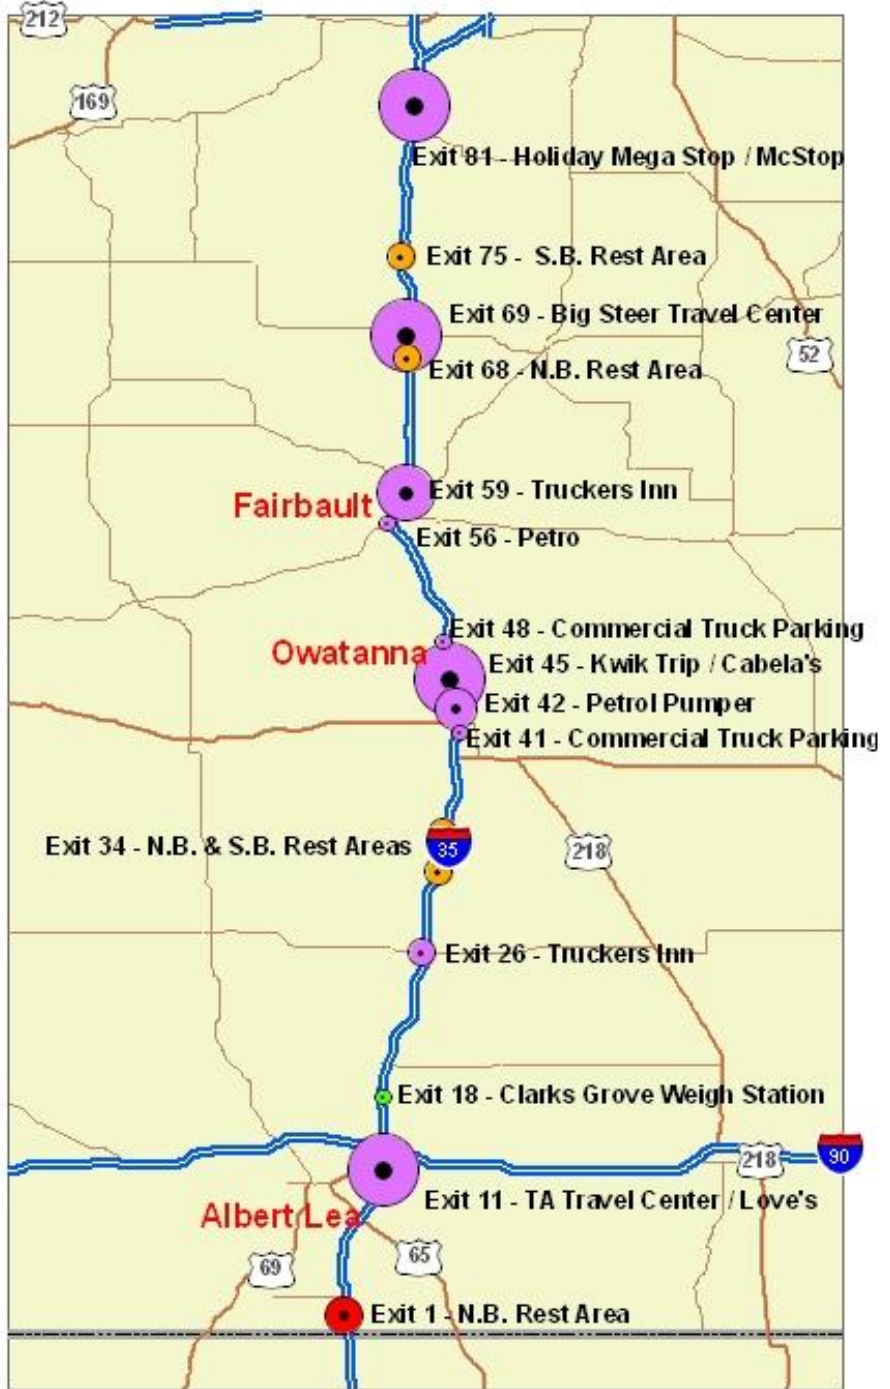 212
169
Exit 81 - Holiday Mega Stop / McStop
Exit 75 - S.B. Rest Area
Exit 69 - Big Steer Travel Center
52
Exit 68 - N.B. Rest Area
Exit 59 - Truckers Inn
Fairbault
Exit 56 - Petro
Exit 48 - Commercial Truck Parking
Owatanna
Exit 45 - Kwik Trip / Cabela's
Exit 42 - Petrol Pumper
Exit 41 - Commercial Truck Parking
Exit 34 - N.B. & S.B. Rest Areas
35
218
Exit 26 - Truckers Inn
Exit 18 - Clarks Grove Weigh Station
90
218
Exit 11 - TA Travel Center / Love's
Albert Lea
69
65
Exit 1 - N.B. Rest Area